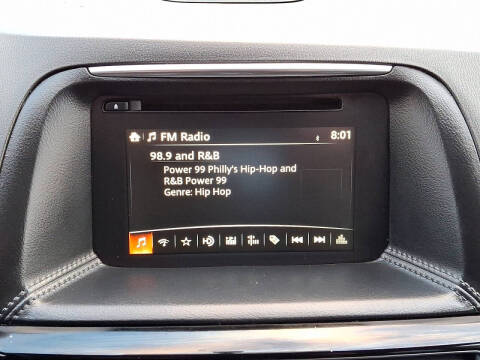 FM Radio 8:01
98.9 and R&B
Power 99 Philly's Hip-Hop and
R&B Power 99
Genre: Hip Hop